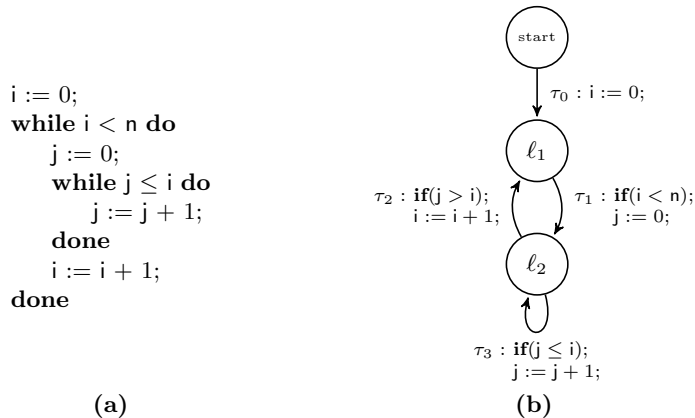 i := 0;
while i < n do
j := 0;
while j ≤ i do
j := j + 1;
done
i := i + 1;
done
(a)
start
τ0 : i := 0;
ℓ1
τ2 : if(j > i);
i := i + 1;
τ1 : if(i < n);
j := 0;
ℓ2
τ3 : if(j ≤ i);
j := j + 1;
(b)